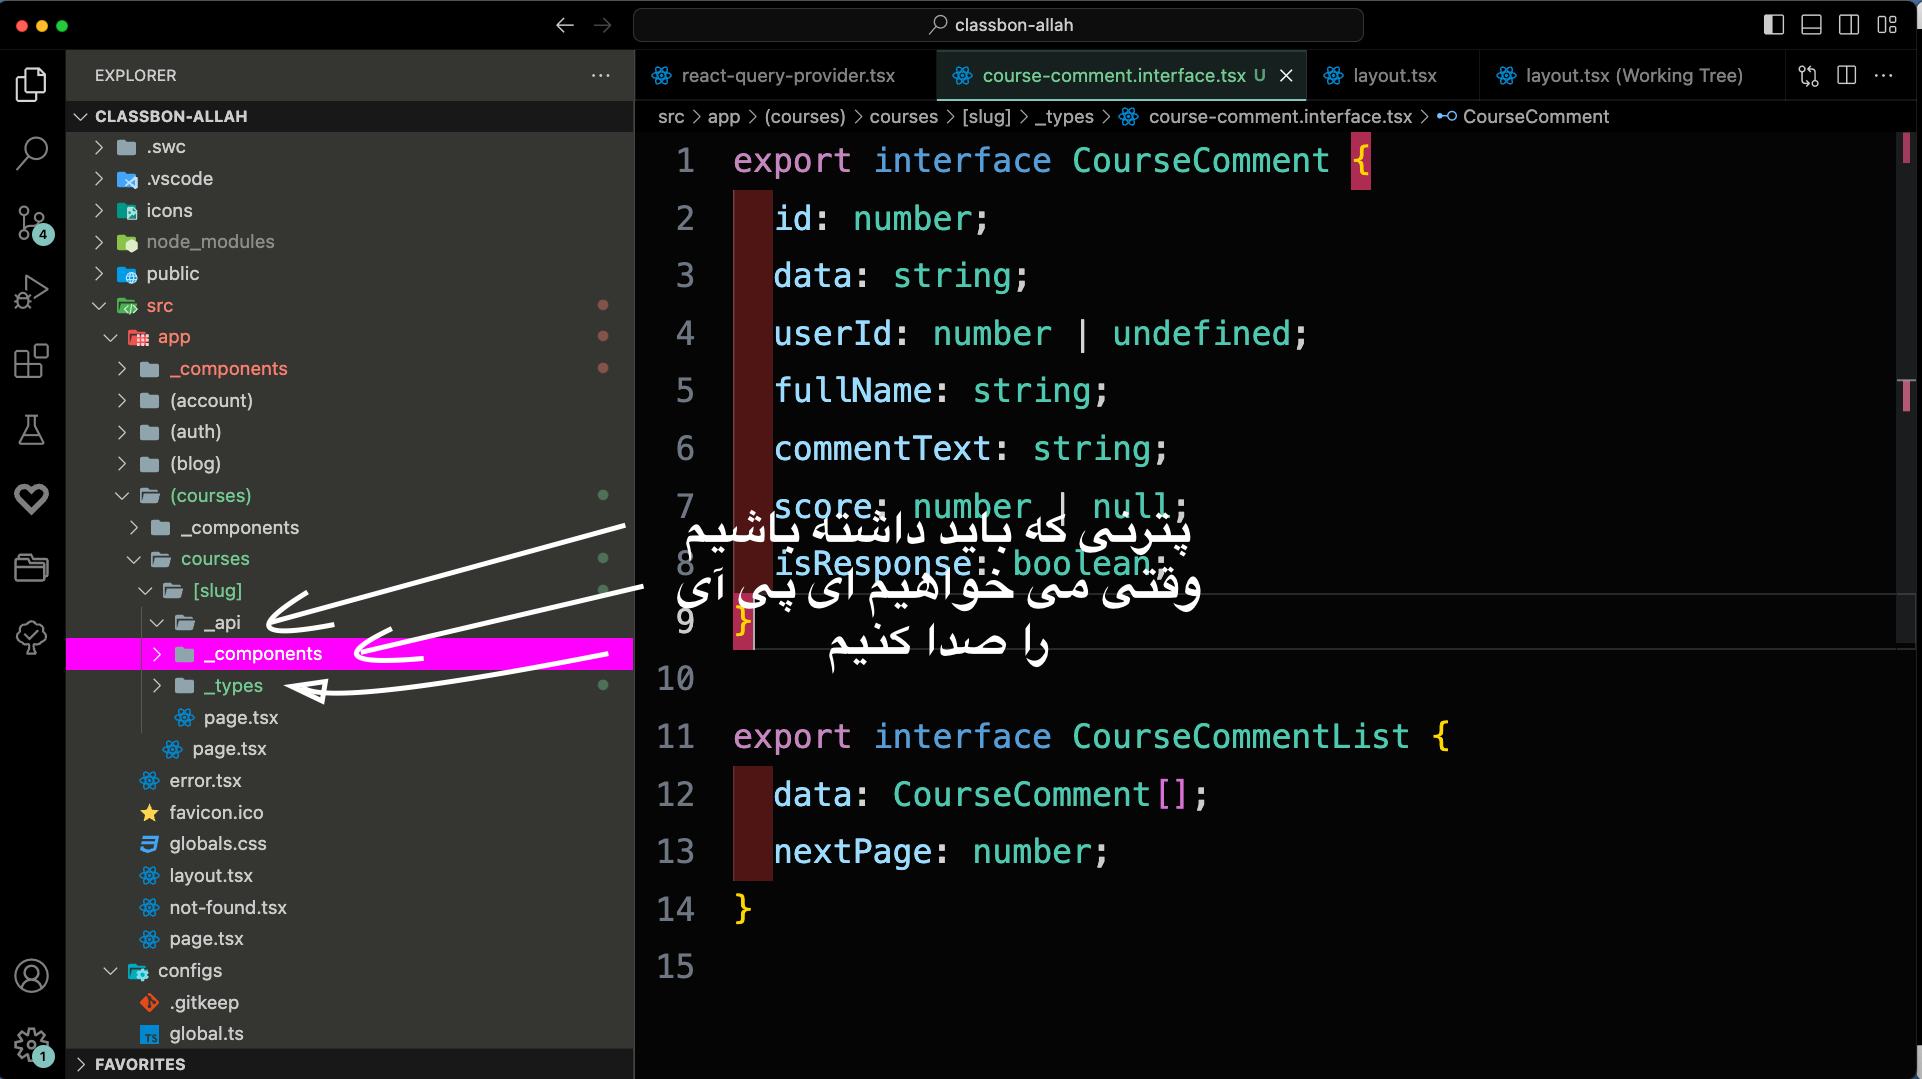 classbon-allah
EXPLORER
react-query-provider.tsx
course-comment.interface.tsx U
layout.tsx
layout.tsx (Working Tree)
src > app > (courses) > courses > [slug] > _types > course-comment.interface.tsx > CourseComment
CLASSBON-ALLAH
.swc
.vscode
icons
node_modules
public
src
app
_components
(account)
(auth)
(blog)
(courses)
_components
courses
[slug]
_api
_components
_types
page.tsx
page.tsx
error.tsx
favicon.ico
globals.css
layout.tsx
not-found.tsx
page.tsx
configs
.gitkeep
TS global.ts
FAVORITES
4
1
1 export interface CourseComment {
2 id: number;
3 data: string;
4 userId: number | undefined;
5 fullName: string;
6 commentText: string;
7 score: number | null;
8 isResponse: boolean;
9 }
10
11 export interface CourseCommentList {
12 data: CourseComment[];
13 nextPage: number;
14 }
15
پترنی که باید داشته باشیم
وقتی می خواهیم ای پی آی
را صدا کنیم